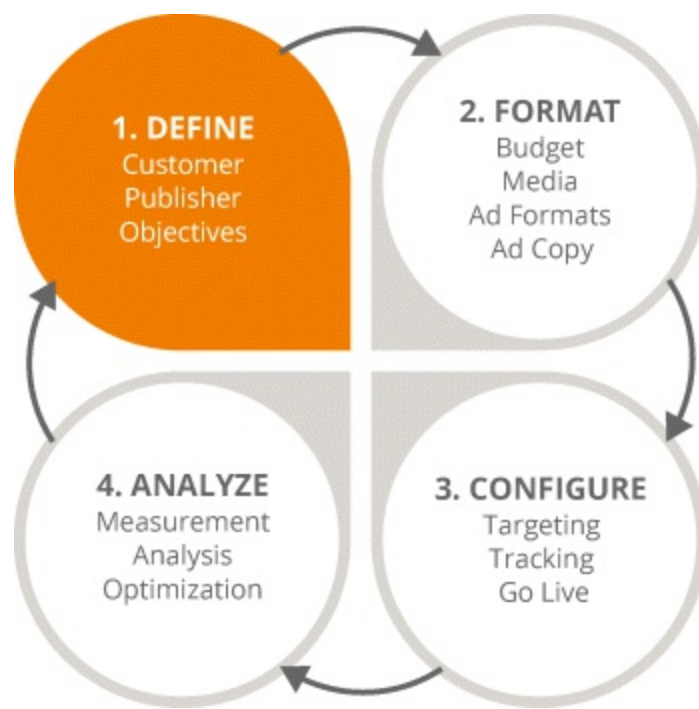 1. DEFINE
Customer
Publisher
Objectives
2. FORMAT
Budget
Media
Ad Formats
Ad Copy
3. CONFIGURE
Targeting
Tracking
Go Live
4. ANALYZE
Measurement
Analysis
Optimization